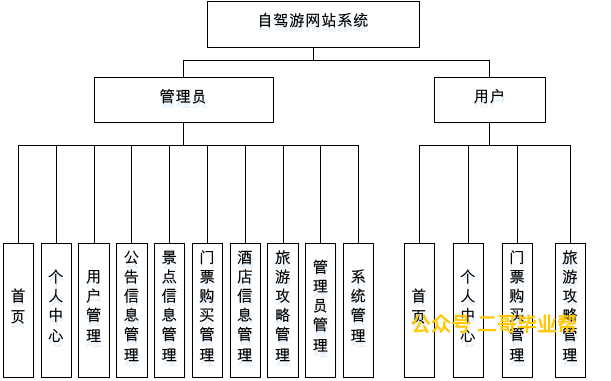 自驾游网站系统
管理员
用户
首页
个人中心
用户管理
公告信息管理
景点信息管理
门票购买管理
酒店信息管理
旅游攻略管理
管理员管理
系统管理
首页
个人中心
门票购买管理
旅游攻略管理
公众号 二哥毕业帮